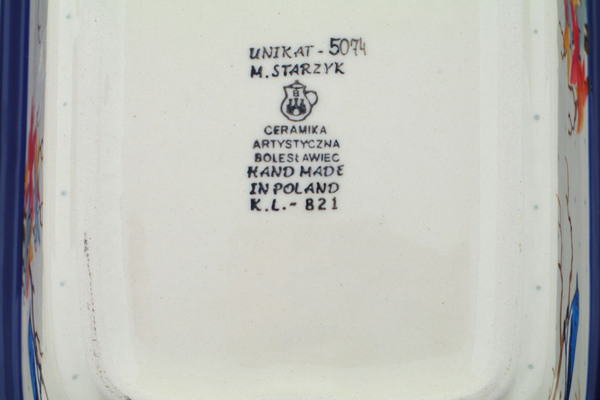 UNIKAT - 5074
M. STARZYK
B
CERAMIKA
ARTYSTYCZNA
BOLESŁAWIEC
HAND MADE
IN POLAND
K.L.- 821